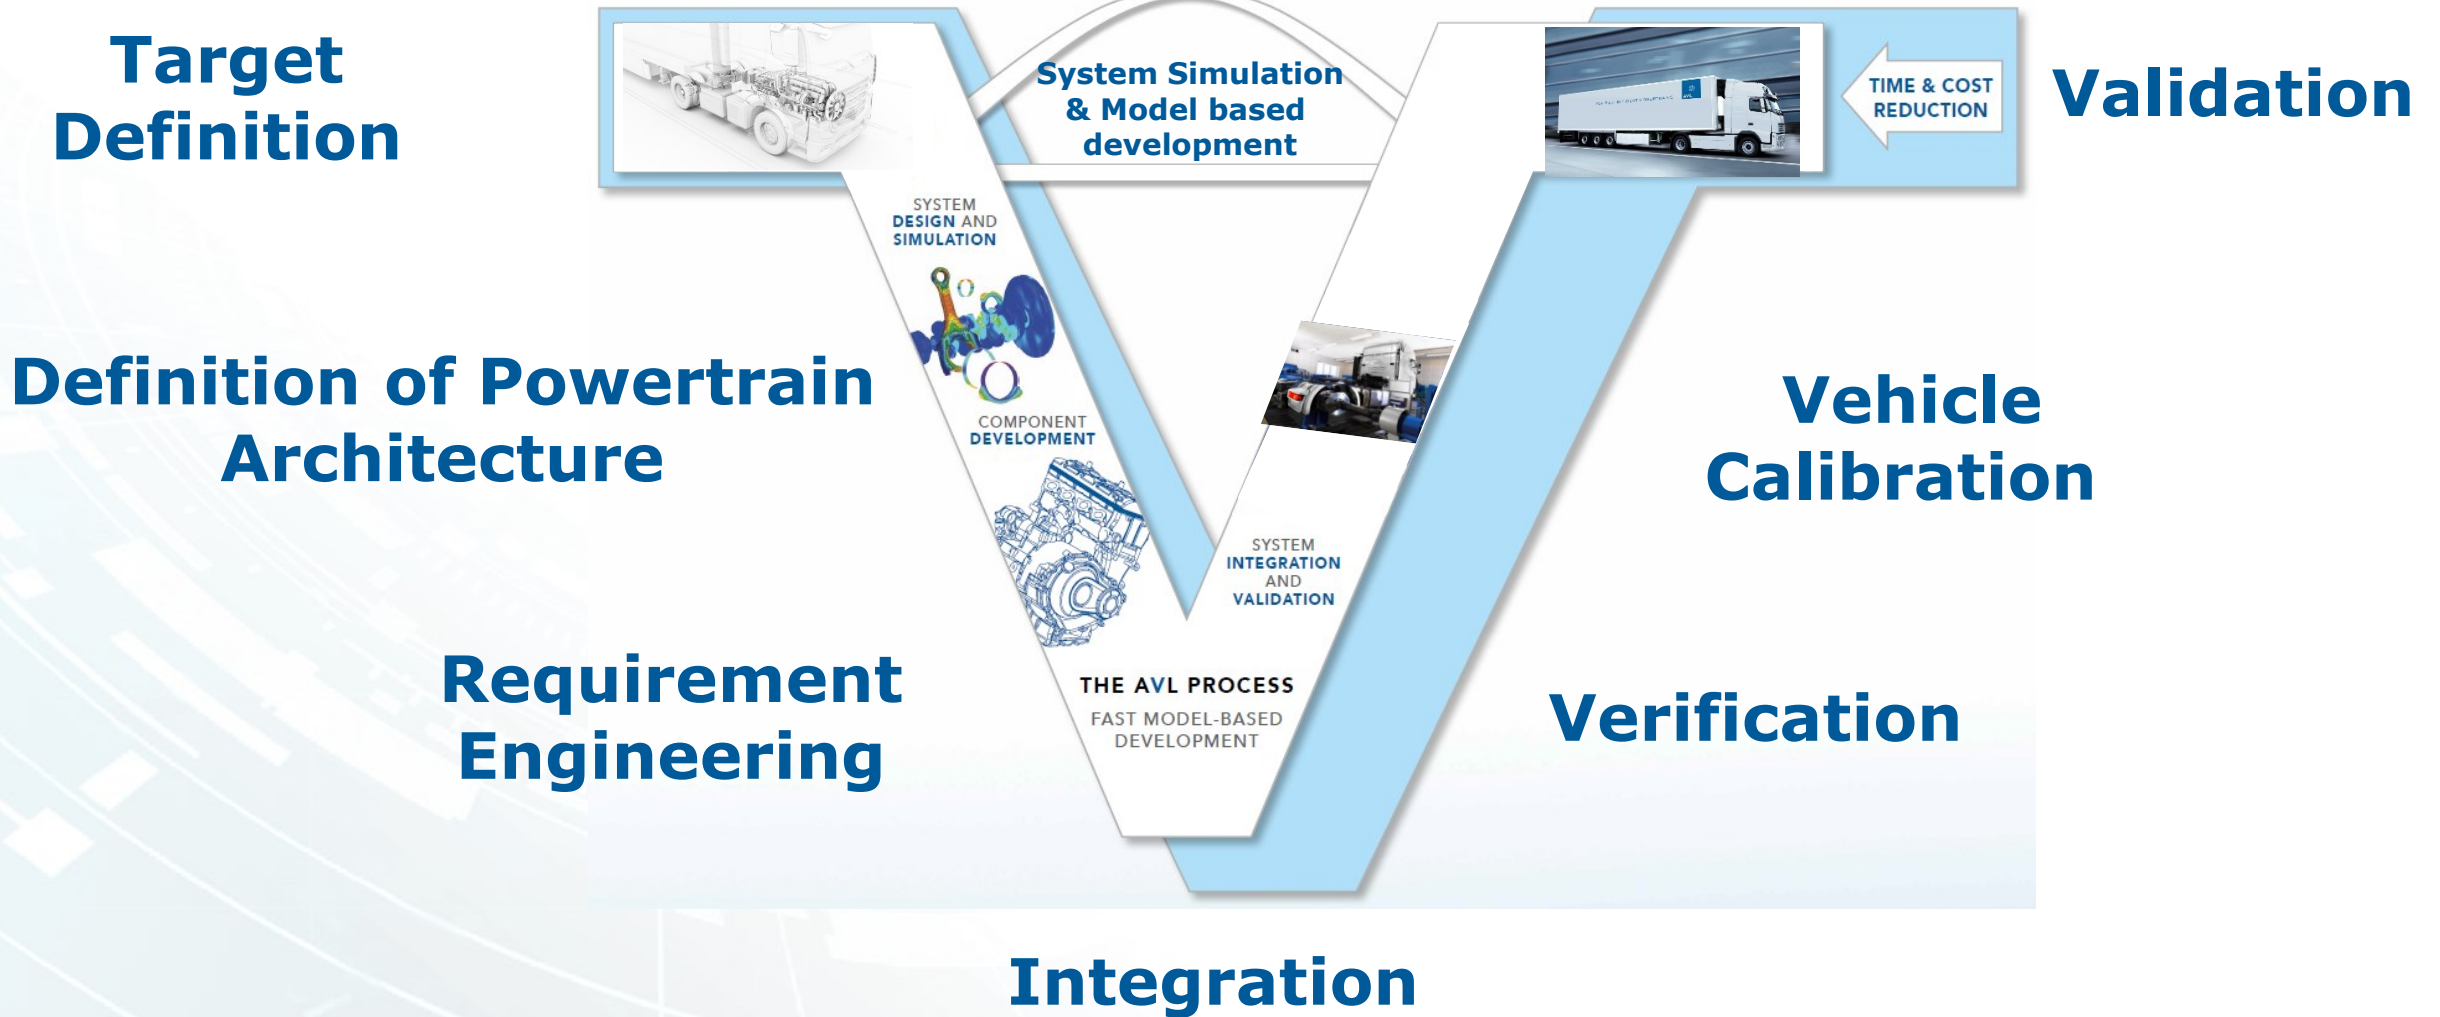 Target
Definition
System Simulation
& Model based
development
TIME & COST
REDUCTION
Validation
SYSTEM
DESIGN AND
SIMULATION
Definition of Powertrain
Architecture
COMPONENT
DEVELOPMENT
Vehicle
Calibration
SYSTEM
INTEGRATION
AND
VALIDATION
Requirement
Engineering
THE AVL PROCESS
FAST MODEL-BASED
DEVELOPMENT
Verification
Integration